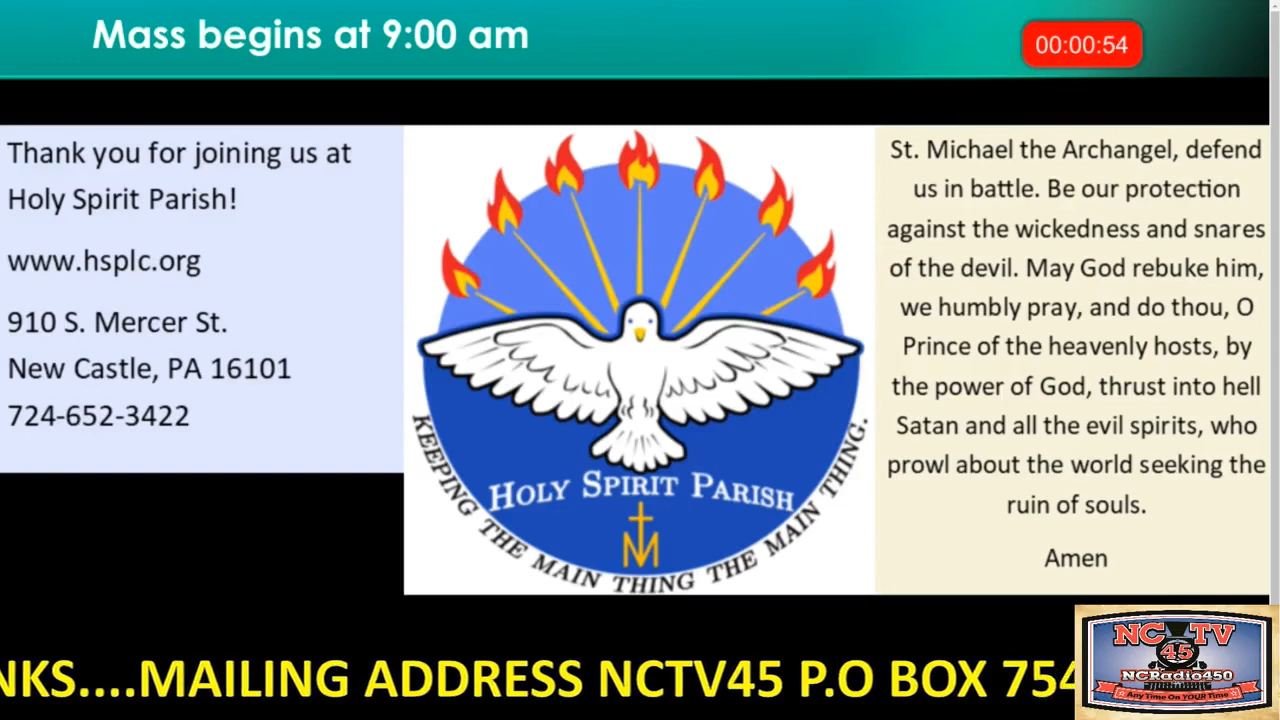 Mass begins at 9:00 am
00:00:54
Thank you for joining us at
Holy Spirit Parish!
www.hsplc.org
910 S. Mercer St.
New Castle, PA 16101
724-652-3422
HOLY SPIRIT PARISH
KEEPING THE MAIN THING THE MAIN THING.
St. Michael the Archangel, defend
us in battle. Be our protection
against the wickedness and snares
of the devil. May God rebuke him,
we humbly pray, and do thou, O
Prince of the heavenly hosts, by
the power of God, thrust into hell
Satan and all the evil spirits, who
prowl about the world seeking the
ruin of souls.
Amen
NKS....MAILING ADDRESS NCTV45 P.O BOX 754
NC TV
45
NCRadio450
Any Time On YOUR Time